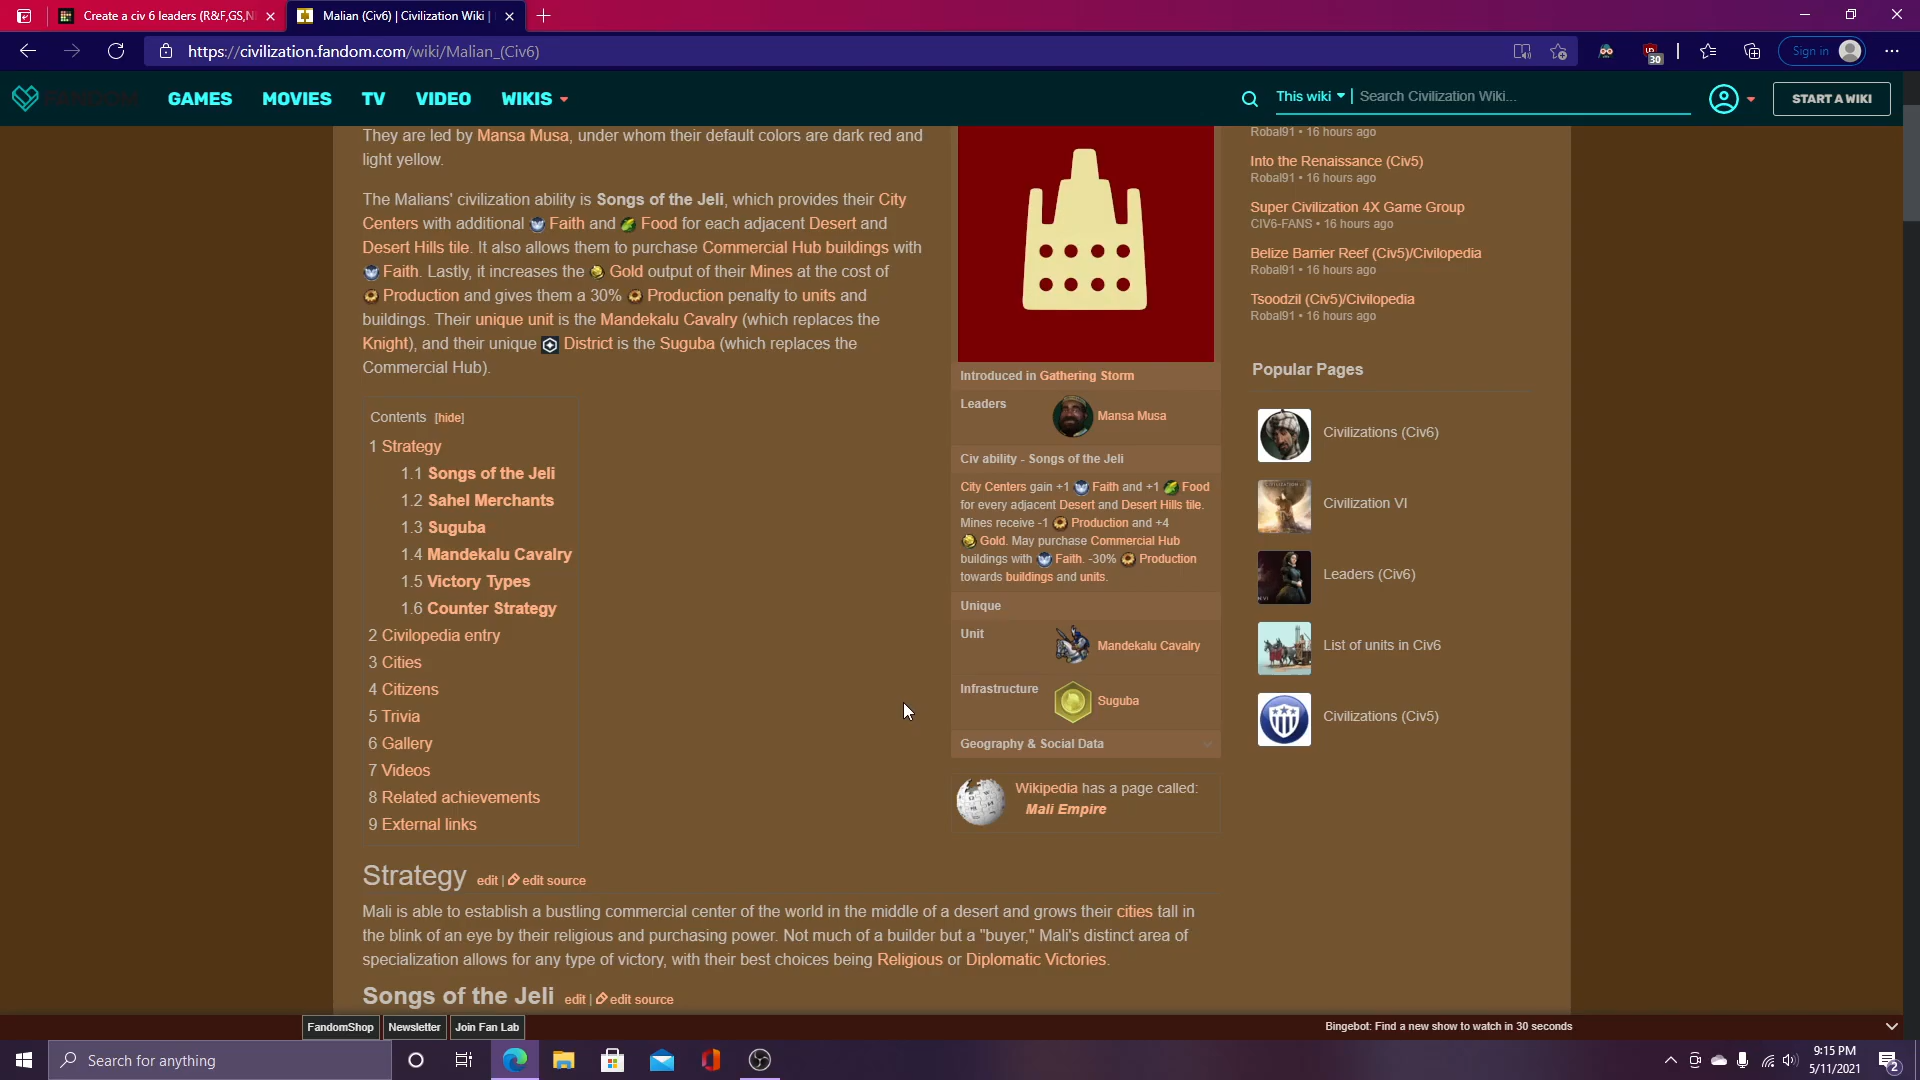 Create a civ 6 leaders (R&F,GS,N
Malian (Civ6) | Civilization Wiki |
https://civilization.fandom.com/wiki/Malian_(Civ6)
30
Sign in
GAMES MOVIES TV VIDEO WIKIS
This wiki
Search Civilization Wiki...
START A WIKI
They are led by Mansa Musa, under whom their default colors are dark red and
light yellow.
The Malians' civilization ability is Songs of the Jeli, which provides their City
Centers with additional Faith and Food for each adjacent Desert and
Desert Hills tile. It also allows them to purchase Commercial Hub buildings with
Faith. Lastly, it increases the Gold output of their Mines at the cost of
Production and gives them a 30% Production penalty to units and
buildings. Their unique unit is the Mandekalu Cavalry (which replaces the
Knight), and their unique District is the Suguba (which replaces the
Commercial Hub).
Contents [hide]
1 Strategy
1.1 Songs of the Jeli
1.2 Sahel Merchants
1.3 Suguba
1.4 Mandekalu Cavalry
1.5 Victory Types
1.6 Counter Strategy
2 Civilopedia entry
3 Cities
4 Citizens
5 Trivia
6 Gallery
7 Videos
8 Related achievements
9 External links
Introduced in Gathering Storm
Leaders
Mansa Musa
Civ ability - Songs of the Jeli
City Centers gain +1 Faith and +1 Food
for every adjacent Desert and Desert Hills tile.
Mines receive -1 Production and +4
Gold. May purchase Commercial Hub
buildings with Faith. -30% Production
towards buildings and units.
Unique
Unit
Mandekalu Cavalry
Infrastructure
Suguba
Geography & Social Data
Wikipedia has a page called:
Mali Empire
Robal91 • 16 hours ago
Into the Renaissance (Civ5)
Robal91 • 16 hours ago
Super Civilization 4X Game Group
CIV6-FANS • 16 hours ago
Belize Barrier Reef (Civ5)/Civilopedia
Robal91 • 16 hours ago
Tsoodzil (Civ5)/Civilopedia
Robal91 • 16 hours ago
Popular Pages
Civilizations (Civ6)
Civilization VI
Leaders (Civ6)
List of units in Civ6
Civilizations (Civ5)
Strategy edit | edit source
Mali is able to establish a bustling commercial center of the world in the middle of a desert and grows their cities tall in
the blink of an eye by their religious and purchasing power. Not much of a builder but a "buyer," Mali's distinct area of
specialization allows for any type of victory, with their best choices being Religious or Diplomatic Victories.
Songs of the Jeli edit | edit source
FandomShop Newsletter Join Fan Lab
Bingebot: Find a new show to watch in 30 seconds
Search for anything
9:15 PM
5/11/2021
2